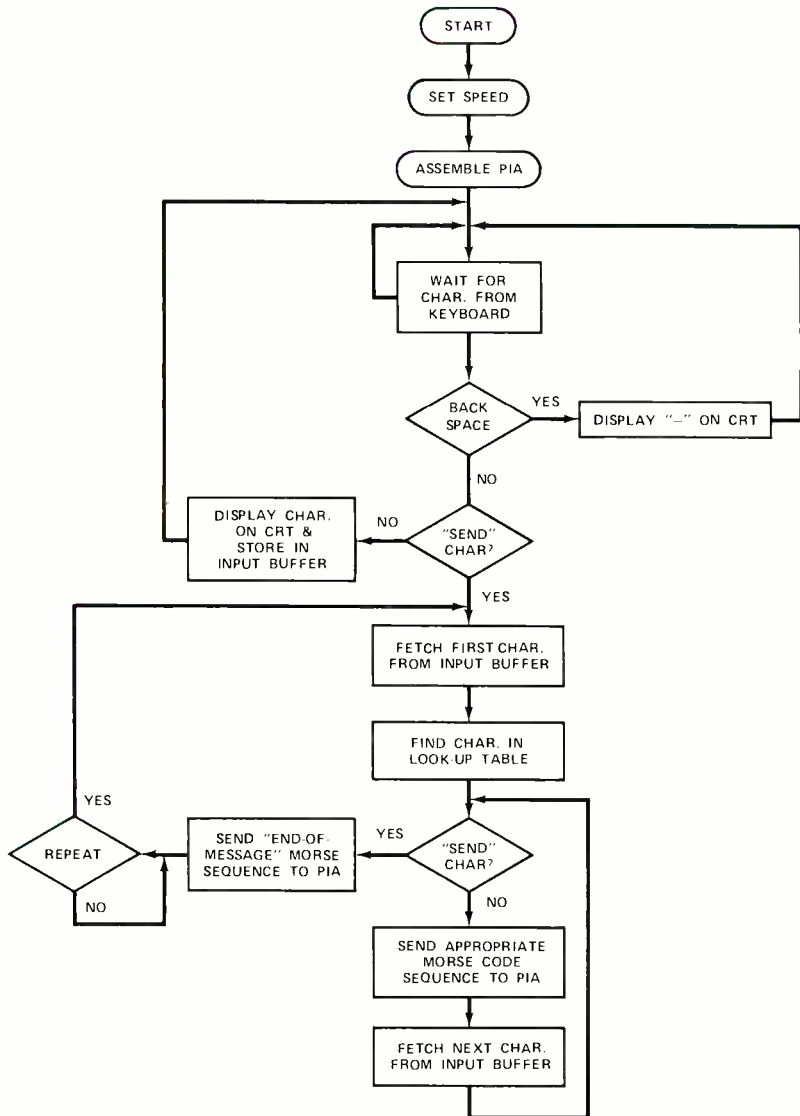 START
SET SPEED
ASSEMBLE PIA
WAIT FOR
CHAR. FROM
KEYBOARD
BACK
SPACE
YES
DISPLAY "–" ON CRT
NO
DISPLAY CHAR.
ON CRT &
STORE IN
INPUT BUFFER
NO
"SEND"
CHAR?
YES
FETCH FIRST CHAR.
FROM INPUT BUFFER
FIND CHAR. IN
LOOK-UP TABLE
YES
REPEAT
NO
SEND "END-OF-
MESSAGE" MORSE
SEQUENCE TO PIA
YES
"SEND"
CHAR?
NO
SEND APPROPRIATE
MORSE CODE
SEQUENCE TO PIA
FETCH NEXT CHAR.
FROM INPUT BUFFER